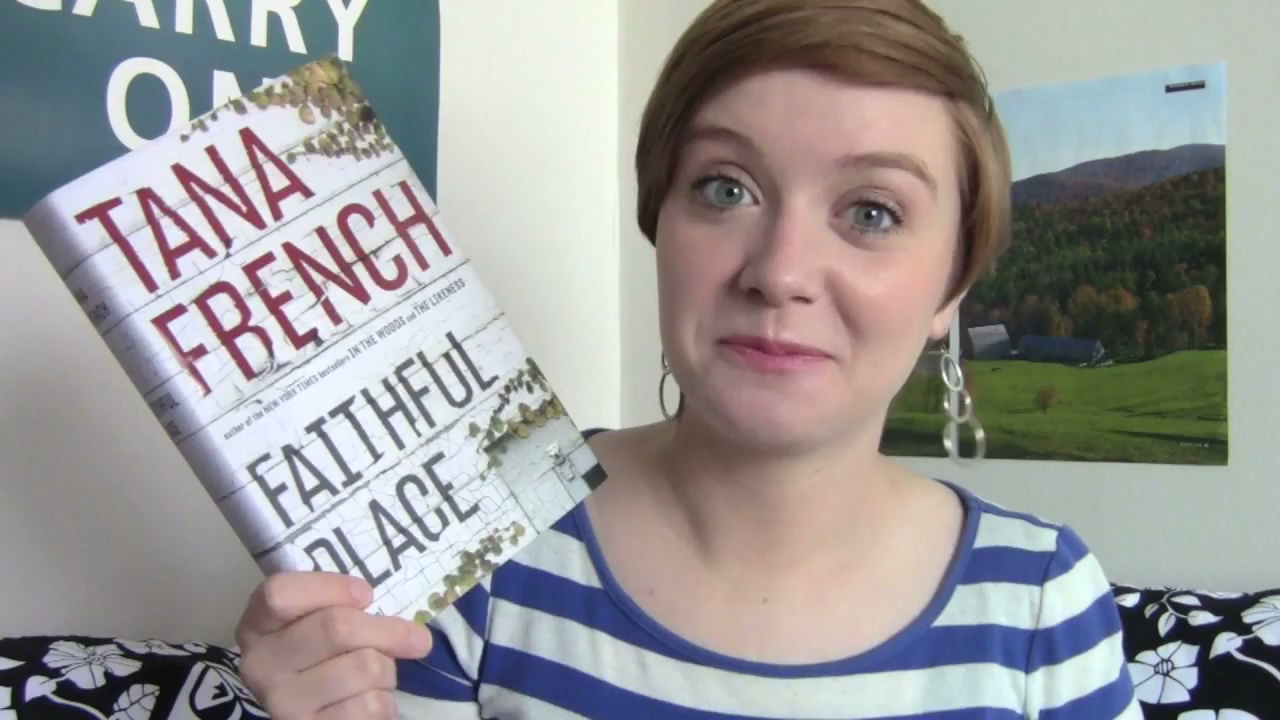 CARRY
ON
TANA
FRENCH
author of the NEW YORK TIMES bestsellers IN THE WOODS and THE LIKENESS
FAITHFUL
PLACE